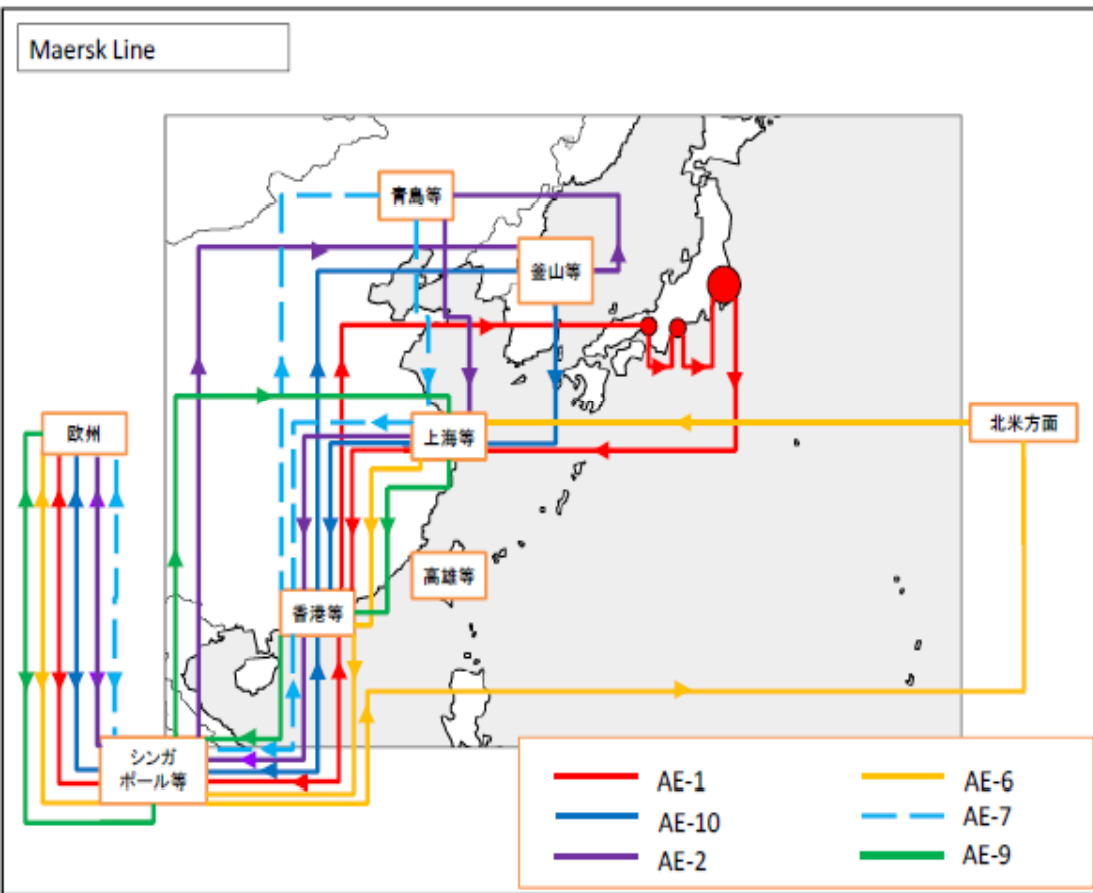 Maersk Line
青島等
釜山等
欧州
上海等
北米方面
高雄等
香港等
シンガ
ポール等
AE-1
AE-6
AE-10
AE-7
AE-2
AE-9